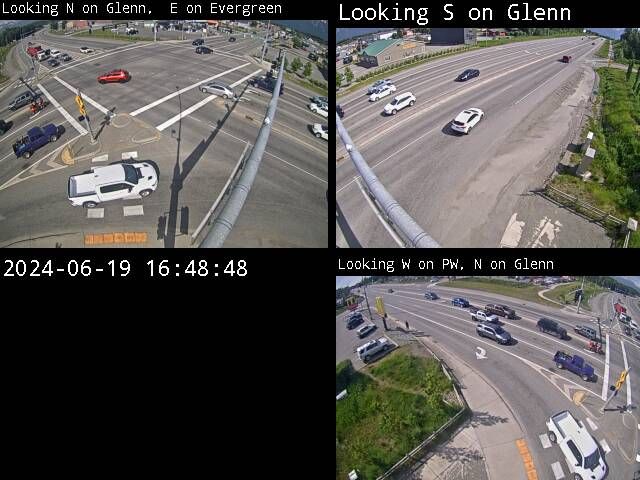 Looking N on Glenn,  E on Evergreen
Looking S on Glenn
2024-06-19 16:48:48
Looking W on PW, N on Glenn